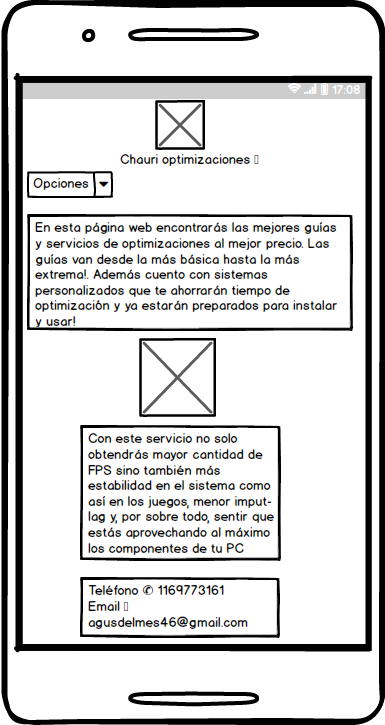 17:08
Chauri optimizaciones ▯
Opciones
En esta página web encontrarás las mejores guías
y servicios de optimizaciones al mejor precio. Las
guías van desde la más básica hasta la más
extrema!. Además cuento con sistemas
personalizados que te ahorrarán tiempo de
optimización y ya estarán preparados para instalar
y usar!
Con este servicio no solo
obtendrás mayor cantidad de
FPS sino también más
estabilidad en el sistema como
así en los juegos, menor imput-
lag y, por sobre todo, sentir que
estás aprovechando al máximo
los componentes de tu PC
Teléfono ✆ 1169773161
Email ▯
agusdelmes46@gmail.com